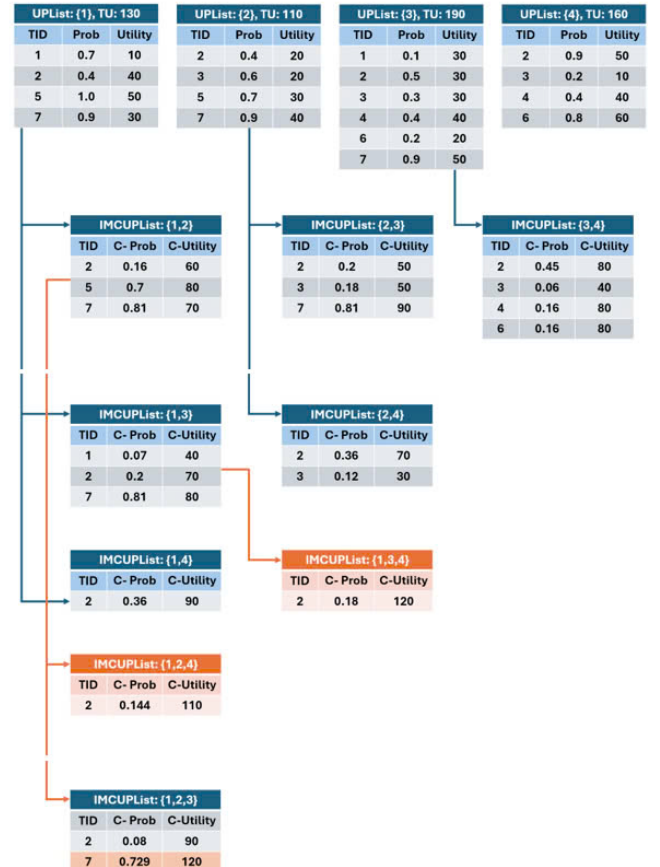 UPList: {1}, TU: 130
TID Prob Utility
1 0.7 10
2 0.4 40
5 1.0 50
7 0.9 30
UPList: {2}, TU: 110
TID Prob Utility
2 0.4 20
3 0.6 20
5 0.7 30
7 0.9 40
UPList: {3}, TU: 190
TID Prob Utility
1 0.1 30
2 0.5 30
3 0.3 30
4 0.4 40
6 0.2 20
7 0.9 50
UPList: {4}, TU: 160
TID Prob Utility
2 0.9 50
3 0.2 10
4 0.4 40
6 0.8 60
IMCUPList: {1,2}
TID C- Prob C-Utility
2 0.16 60
5 0.7 80
7 0.81 70
IMCUPList: {2,3}
TID C- Prob C-Utility
2 0.2 50
3 0.18 50
7 0.81 90
IMCUPList: {3,4}
TID C- Prob C-Utility
2 0.45 80
3 0.06 40
4 0.16 80
6 0.16 80
IMCUPList: {1,3}
TID C- Prob C-Utility
1 0.07 40
2 0.2 70
7 0.81 80
IMCUPList: {2,4}
TID C- Prob C-Utility
2 0.36 70
3 0.12 30
IMCUPList: {1,4}
TID C- Prob C-Utility
2 0.36 90
IMCUPList: {1,3,4}
TID C- Prob C-Utility
2 0.18 120
IMCUPList: {1,2,4}
TID C- Prob C-Utility
2 0.144 110
IMCUPList: {1,2,3}
TID C- Prob C-Utility
2 0.08 90
7 0.729 120